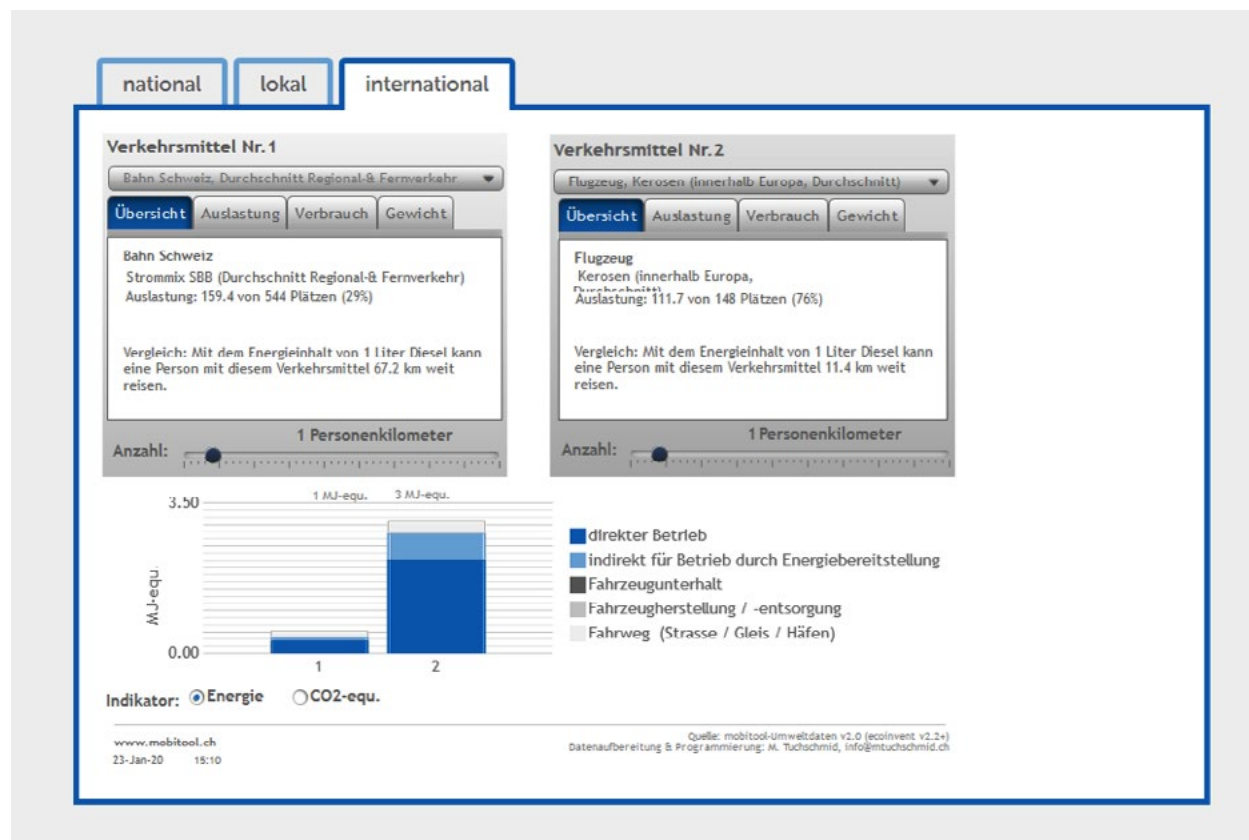 national lokal international
Verkehrsmittel Nr.1
Bahn Schweiz, Durchschnitt Regional-& Fernverkehr
Übersicht Auslastung Verbrauch Gewicht
Bahn Schweiz
Strommix SBB (Durchschnitt Regional-& Fernverkehr)
Auslastung: 159.4 von 544 Plätzen (29%)
Vergleich: Mit dem Energieinhalt von 1 Liter Diesel kann
eine Person mit diesem Verkehrsmittel 67.2 km weit
reisen.
1 Personenkilometer
Anzahl:
Verkehrsmittel Nr.2
Flugzeug, Kerosen (innerhalb Europa, Durchschnitt)
Übersicht Auslastung Verbrauch Gewicht
Flugzeug
Kerosen (innerhalb Europa,
Durchschnitt)
Auslastung: 111.7 von 148 Plätzen (76%)
Vergleich: Mit dem Energieinhalt von 1 Liter Diesel kann
eine Person mit diesem Verkehrsmittel 11.4 km weit
reisen.
1 Personenkilometer
Anzahl:
3.50
1 MJ-equ. 3 MJ-equ.
MJ-equ.
0.00
1 2
direkter Betrieb
indirekt für Betrieb durch Energiebereitstellung
Fahrzeugunterhalt
Fahrzeugherstellung / -entsorgung
Fahrweg (Strasse / Gleis / Häfen)
Indikator: Energie CO2-equ.
www.mobitool.ch
23-Jan-20 15:10
Quelle: mobitool-Umweltdaten v2.0 (ecoinvent v2.2+)
Datenaufbereitung & Programmierung: M. Tuchschmid, info@mtuchschmid.ch